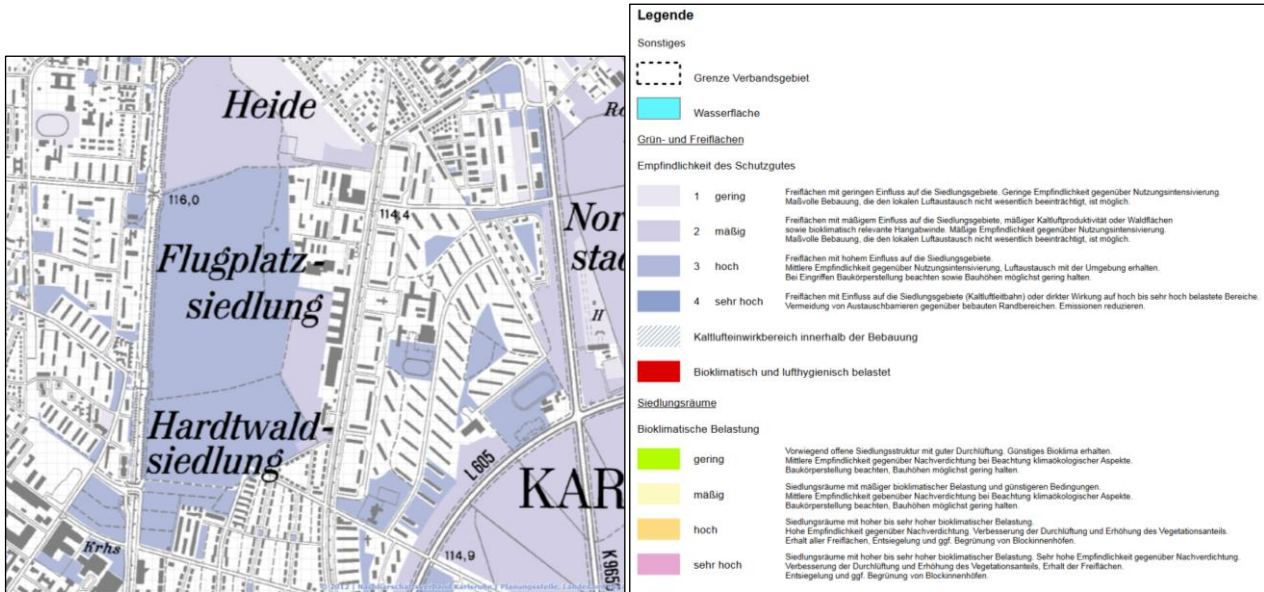 Heide
116,0
114,4
Flugplatz-
siedlung
Hardtwald-
siedlung
L605
KAR
Krhs
114,9
H
K965
Legende
Sonstiges
Grenze Verbandsgebiet
Wasserfläche
Grün- und Freiflächen
Empfindlichkeit des Schutzgutes
1 gering
Freiflächen mit geringen Einfluss auf die Siedlungsgebiete. Geringe Empfindlichkeit gegenüber Nutzungsintensivierung.
Maßvolle Bebauung, die den lokalen Luftaustausch nicht wesentlich beeinträchtigt, ist möglich.
2 mäßig
Freiflächen mit mäßigem Einfluss auf die Siedlungsgebiete, mäßiger Kaltluftproduktivität oder Waldflächen
sowie bioklimatisch relevante Hangabwinde. Mäßige Empfindlichkeit gegenüber Nutzungsintensivierung.
Maßvolle Bebauung, die den lokalen Luftaustausch nicht wesentlich beeinträchtigt, ist möglich.
3 hoch
Freiflächen mit hohem Einfluss auf die Siedlungsgebiete.
Mittlere Empfindlichkeit gegenüber Nutzungsintensivierung, Luftaustausch mit der Umgebung erhalten.
Bei Eingriffen Baukörperstellung beachten sowie Bauhöhen möglichst gering halten.
4 sehr hoch
Freiflächen mit Einfluss auf die Siedlungsgebiete (Kaltluftleitbahn) oder dirkter Wirkung auf hoch bis sehr hoch belastete Bereiche.
Vermeidung von Austauschbarrieren gegenüber bebauten Randbereichen. Emissionen reduzieren.
Kaltlufteinwirkbereich innerhalb der Bebauung
Bioklimatisch und lufthygienisch belastet
Siedlungsräume
Bioklimatische Belastung
gering
Vorwiegend offene Siedlungsstruktur mit guter Durchlüftung. Günstiges Bioklima erhalten.
Mittlere Empfindlichkeit gegenüber Nachverdichtung bei Beachtung klimaökologischer Aspekte.
Baukörperstellung beachten, Bauhöhen möglichst gering halten.
mäßig
Siedlungsräume mit mäßiger bioklimatischer Belastung und günstigeren Bedingungen.
Mittlere Empfindlichkeit gebenüber Nachverdichtung bei Beachtung klimaökologischer Aspekte.
Baukörperstellung beachten, Bauhöhen möglichst gering halten.
hoch
Siedlungsräume mit hoher bis sehr hoher bioklimatischer Belastung.
Hohe Empfindlichkeit gegenüber Nachverdichtung. Verbesserung der Durchlüftung und Erhöhung des Vegetationsanteils.
Erhalt aller Freiflächen, Entsiegelung und ggf. Begrünung von Blockinnenhöfen.
sehr hoch
Siedlungsräume mit hoher bis sehr hoher bioklimatischer Belastung. Sehr hohe Empfindlichkeit gegenüber Nachverdichtung.
Verbesserung der Durchlüftung und Erhöhung des Vegetationsanteils, Erhalt der Freiflächen.
Entsiegelung und ggf. Begrünung von Blockinnenhöfen.